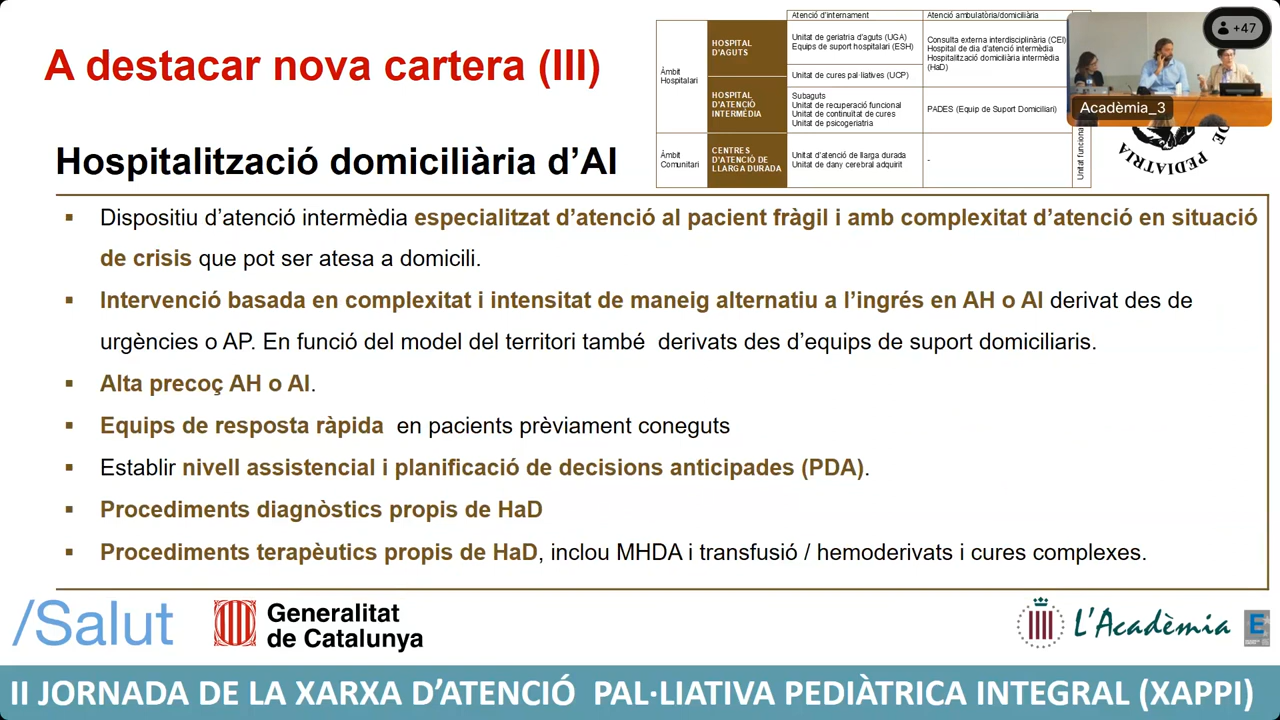 A destacar nova cartera (III)
Atenció d'internament
Atenció ambulatòria/domiciliària
Àmbit
Hospitalari
HOSPITAL
D'AGUTS
Unitat de geriatria d'aguts (UGA)
Equips de suport hospitalari (ESH)
Consulta externa interdisciplinària (CEI)
Hospital de dia d'atenció intermèdia
Hospitalització domiciliària intermèdia
(HaD)
Unitat de cures pal·liatives (UCP)
HOSPITAL
D'ATENCIÓ
INTERMÈDIA
Subaguts
Unitat de recuperació funcional
Unitat de continuïtat de cures
Unitat de psicogeriatria
PADES (Equip de Suport Domiciliari)
Àmbit
Comunitari
CENTRES
D'ATENCIÓ DE
LLARGA DURADA
Unitat d'atenció de llarga durada
Unitat de dany cerebral adquirit
-
Unitat funciona
+47
Acadèmia_3
DE PEDIATRIA
Hospitalització domiciliària d'AI
▪ Dispositiu d'atenció intermèdia especialitzat d'atenció al pacient fràgil i amb complexitat d'atenció en situació
de crisis que pot ser atesa a domicili.
▪ Intervenció basada en complexitat i intensitat de maneig alternatiu a l'ingrés en AH o AI derivat des de
urgències o AP. En funció del model del territori també derivats des d'equips de suport domiciliaris.
▪ Alta precoç AH o AI.
▪ Equips de resposta ràpida en pacients prèviament coneguts
▪ Establir nivell assistencial i planificació de decisions anticipades (PDA).
▪ Procediments diagnòstics propis de HaD
▪ Procediments terapèutics propis de HaD, inclou MHDA i transfusió / hemoderivats i cures complexes.
/Salut
Generalitat
de Catalunya
L'Acadèmia
E
II JORNADA DE LA XARXA D'ATENCIÓ PAL·LIATIVA PEDIÀTRICA INTEGRAL (XAPPI)